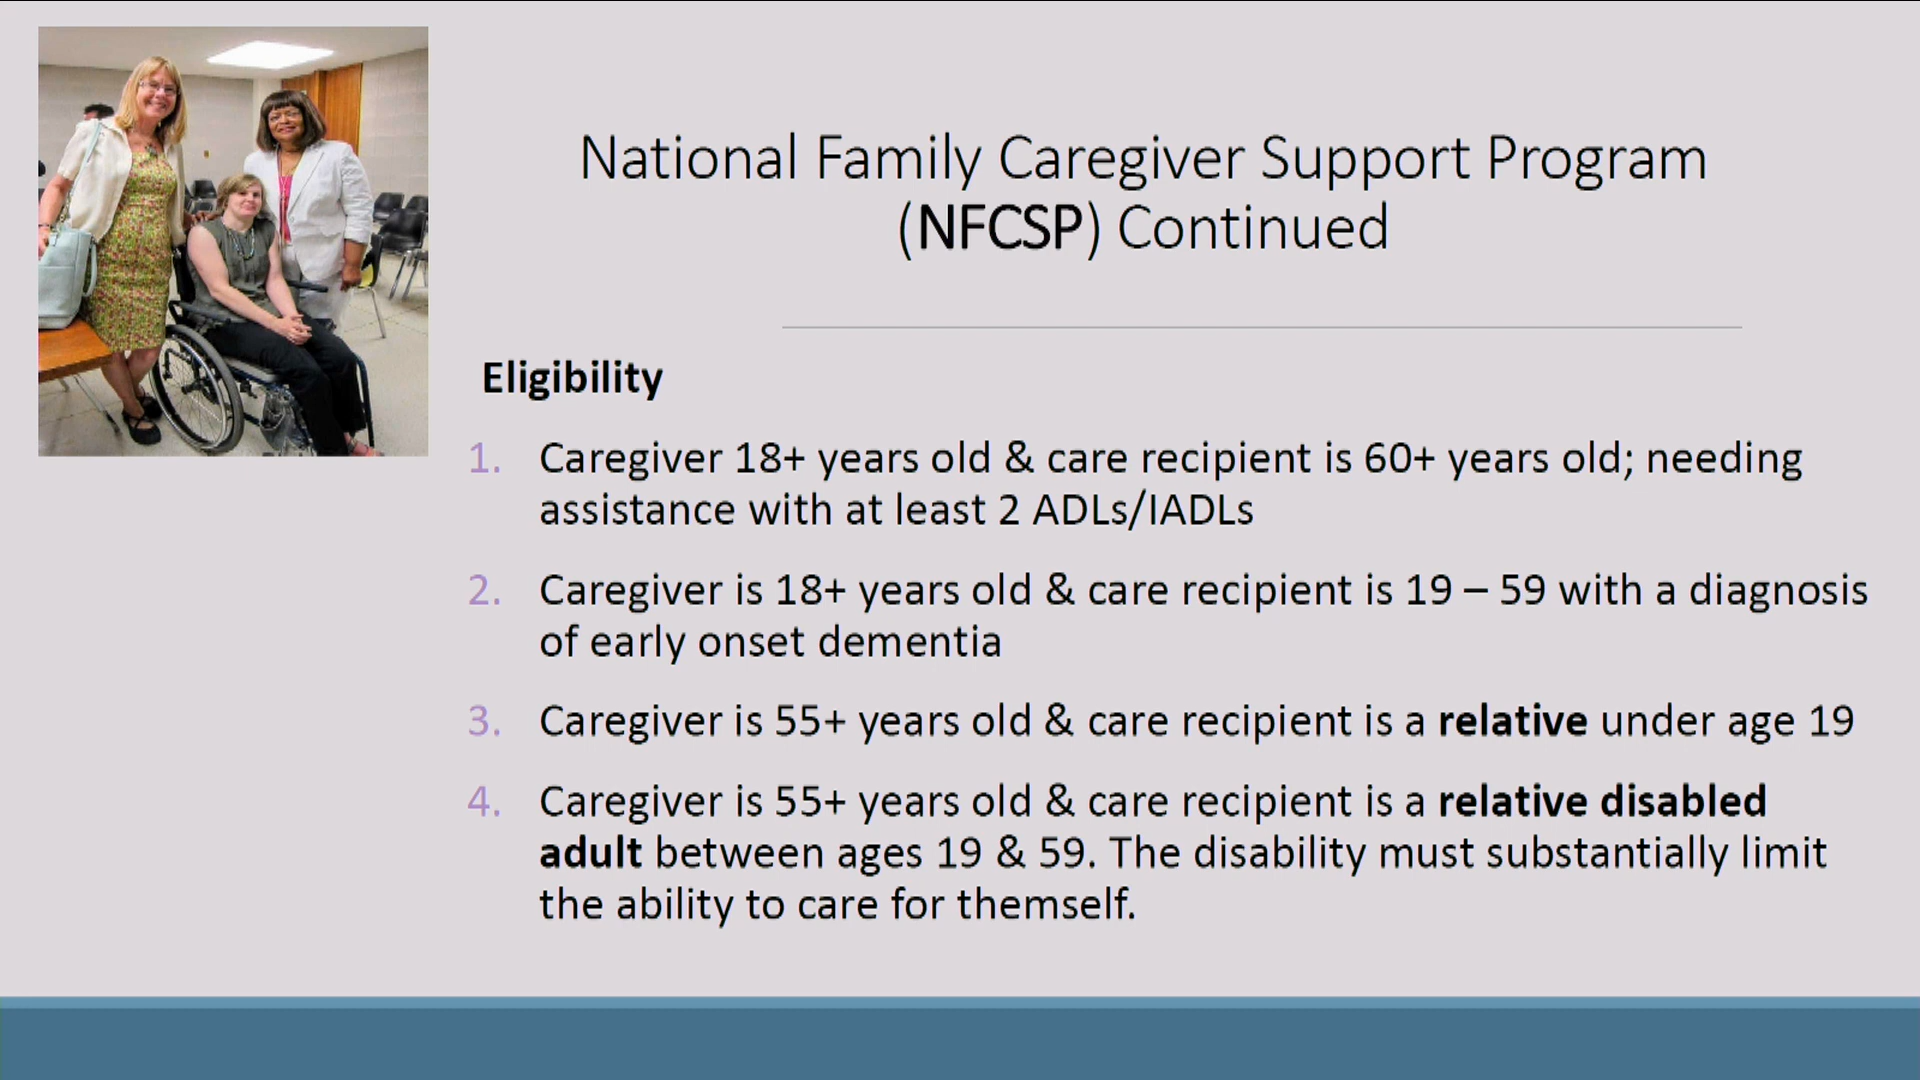 National Family Caregiver Support Program
(NFCSP) Continued
Eligibility
1. Caregiver 18+ years old & care recipient is 60+ years old; needing
assistance with at least 2 ADLs/IADLs
2. Caregiver is 18+ years old & care recipient is 19 – 59 with a diagnosis
of early onset dementia
3. Caregiver is 55+ years old & care recipient is a relative under age 19
4. Caregiver is 55+ years old & care recipient is a relative disabled
adult between ages 19 & 59. The disability must substantially limit
the ability to care for themself.